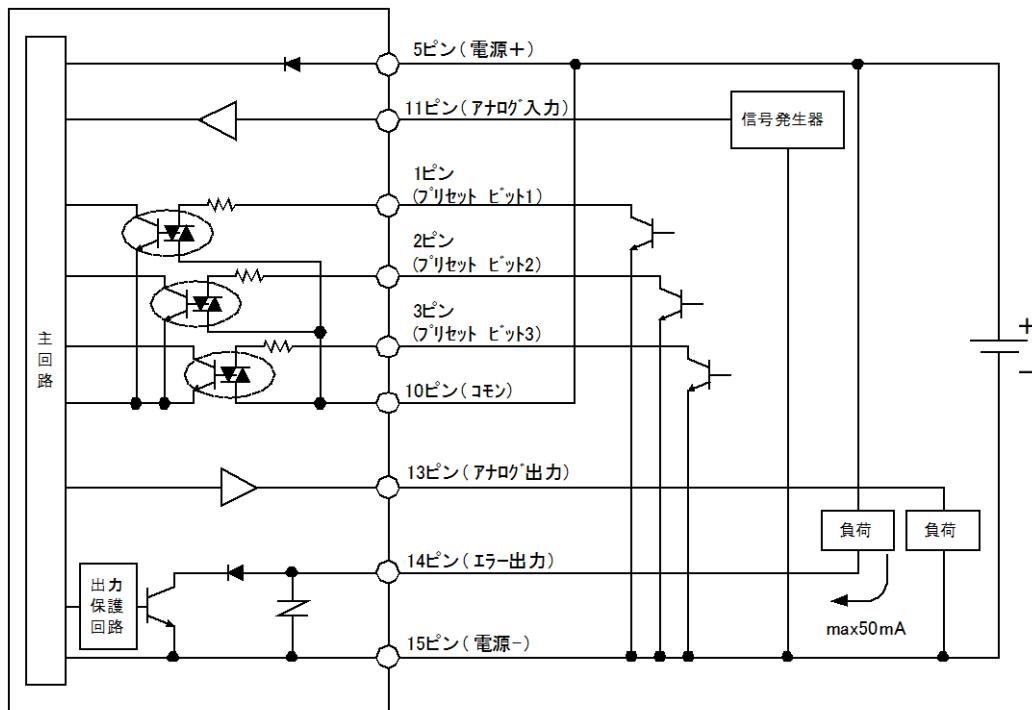 5ピン(電源+)
11ピン(ｱﾅﾛｸﾞ入力)
信号発生器
1ピン
(ﾌﾟﾘｾｯﾄ ﾋﾞｯﾄ1)
2ピン
(ﾌﾟﾘｾｯﾄ ﾋﾞｯﾄ2)
3ピン
(ﾌﾟﾘｾｯﾄ ﾋﾞｯﾄ3)
主
回
路
+
−
10ピン(ｺﾓﾝ)
13ピン(ｱﾅﾛｸﾞ出力)
負荷
負荷
14ピン(ｴﾗｰ出力)
出力
保護
回路
max50mA
15ピン(電源-)